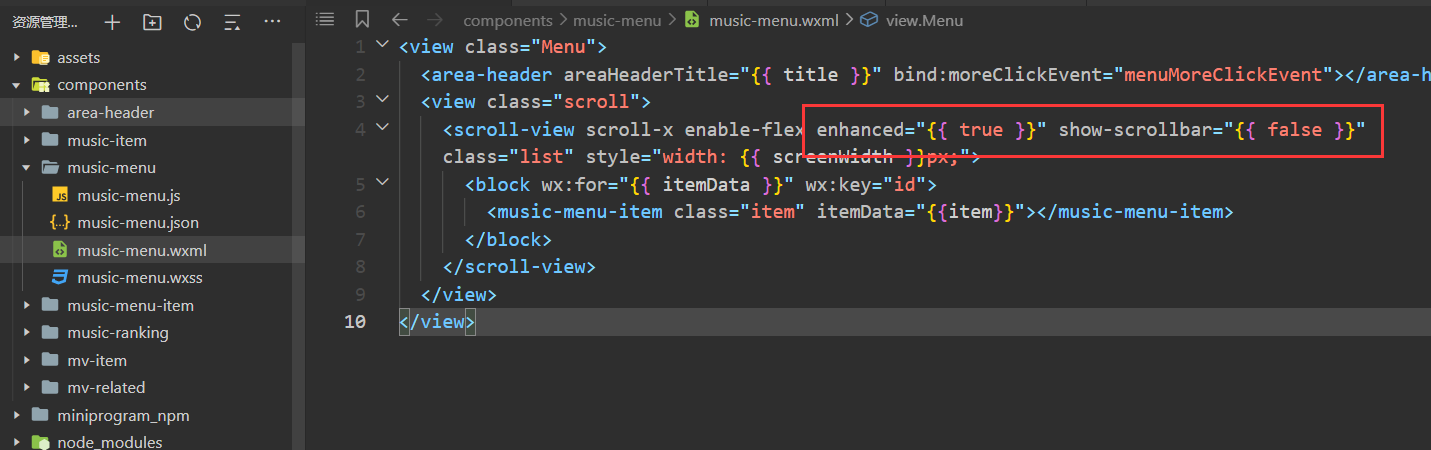 资源管理...
components > music-menu > music-menu.wxml > view.Menu
assets
components
area-header
music-item
music-menu
music-menu.js
music-menu.json
music-menu.wxml
music-menu.wxss
music-menu-item
music-ranking
mv-item
mv-related
miniprogram_npm
node_modules
1 <view class="Menu">
2 <area-header areaHeaderTitle="{{ title }}" bind:moreClickEvent="menuMoreClickEvent"></area-h
3 <view class="scroll">
4 <scroll-view scroll-x enable-flex enhanced="{{ true }}" show-scrollbar="{{ false }}"
class="list" style="width: {{ screenWidth }}px;">
5 <block wx:for="{{ itemData }}" wx:key="id">
6 <music-menu-item class="item" itemData="{{item}}"></music-menu-item>
7 </block>
8 </scroll-view>
9 </view>
10 </view>